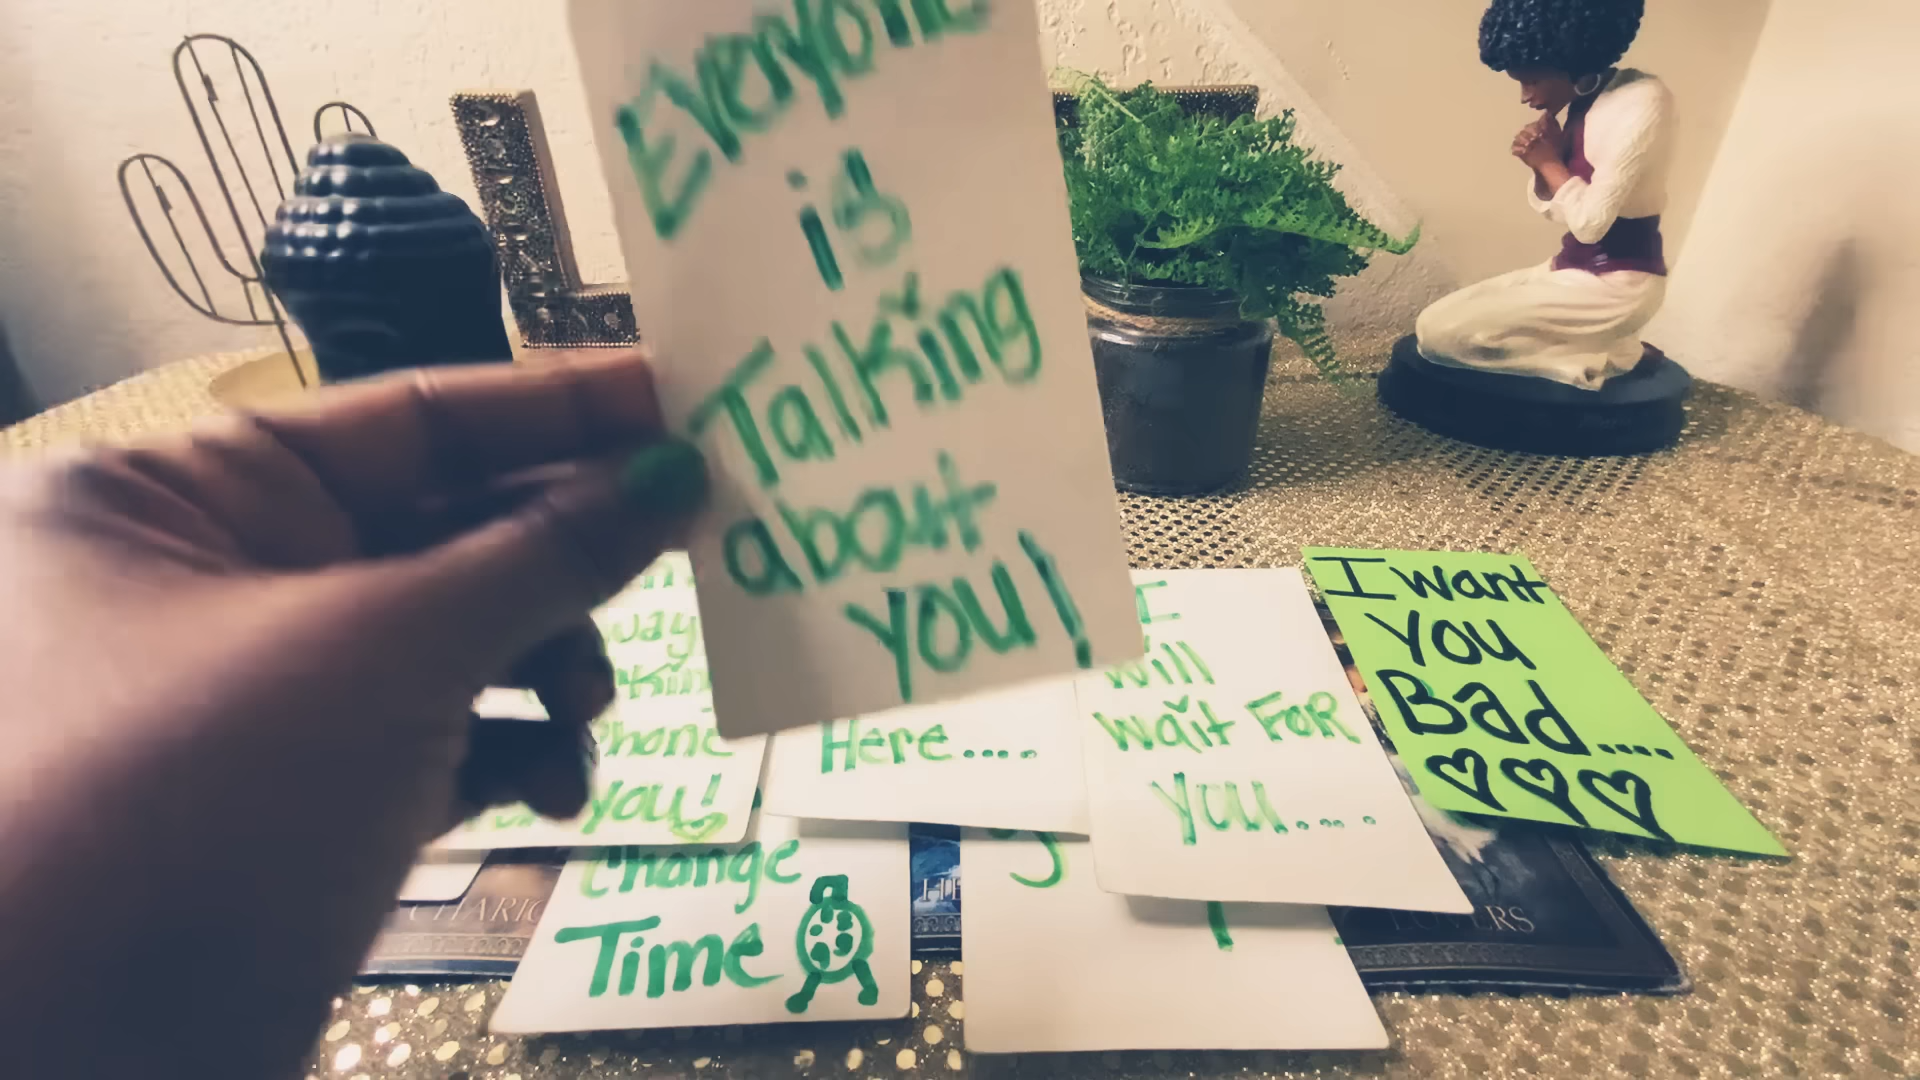 Everyone
is
Talking
about
you!
Phone
you!
Change
Time
Here....
I
will
wait FOR
you....
I want
You
Bad....
LOVERS
L